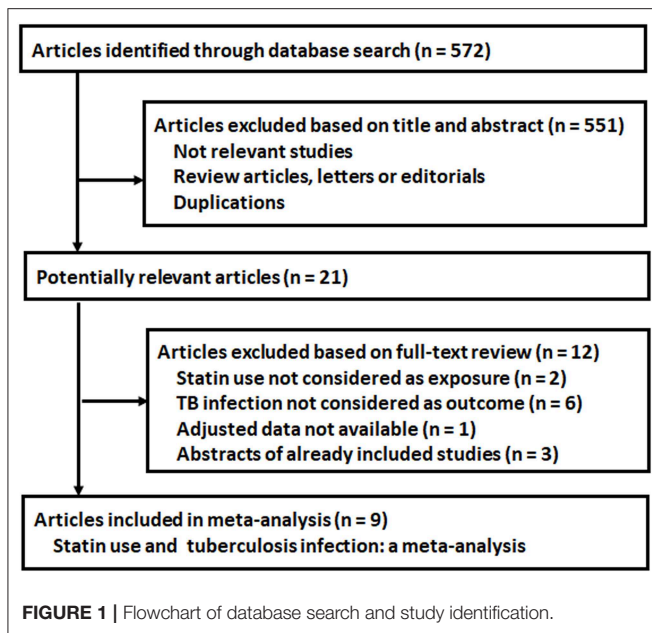 Articles identified through database search (n = 572)
Articles excluded based on title and abstract (n = 551)
Not relevant studies
Review articles, letters or editorials
Duplications
Potentially relevant articles (n = 21)
Articles excluded based on full-text review (n = 12)
Statin use not considered as exposure (n = 2)
TB infection not considered as outcome (n = 6)
Adjusted data not available (n = 1)
Abstracts of already included studies (n = 3)
Articles included in meta-analysis (n = 9)
Statin use and tuberculosis infection: a meta-analysis
FIGURE 1 | Flowchart of database search and study identification.